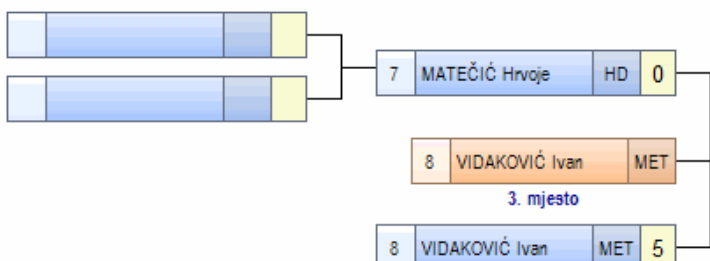 7 MATEČIĆ Hrvoje HD 0
8 VIDAKOVIĆ Ivan MET
3. mjesto
8 VIDAKOVIĆ Ivan MET 5